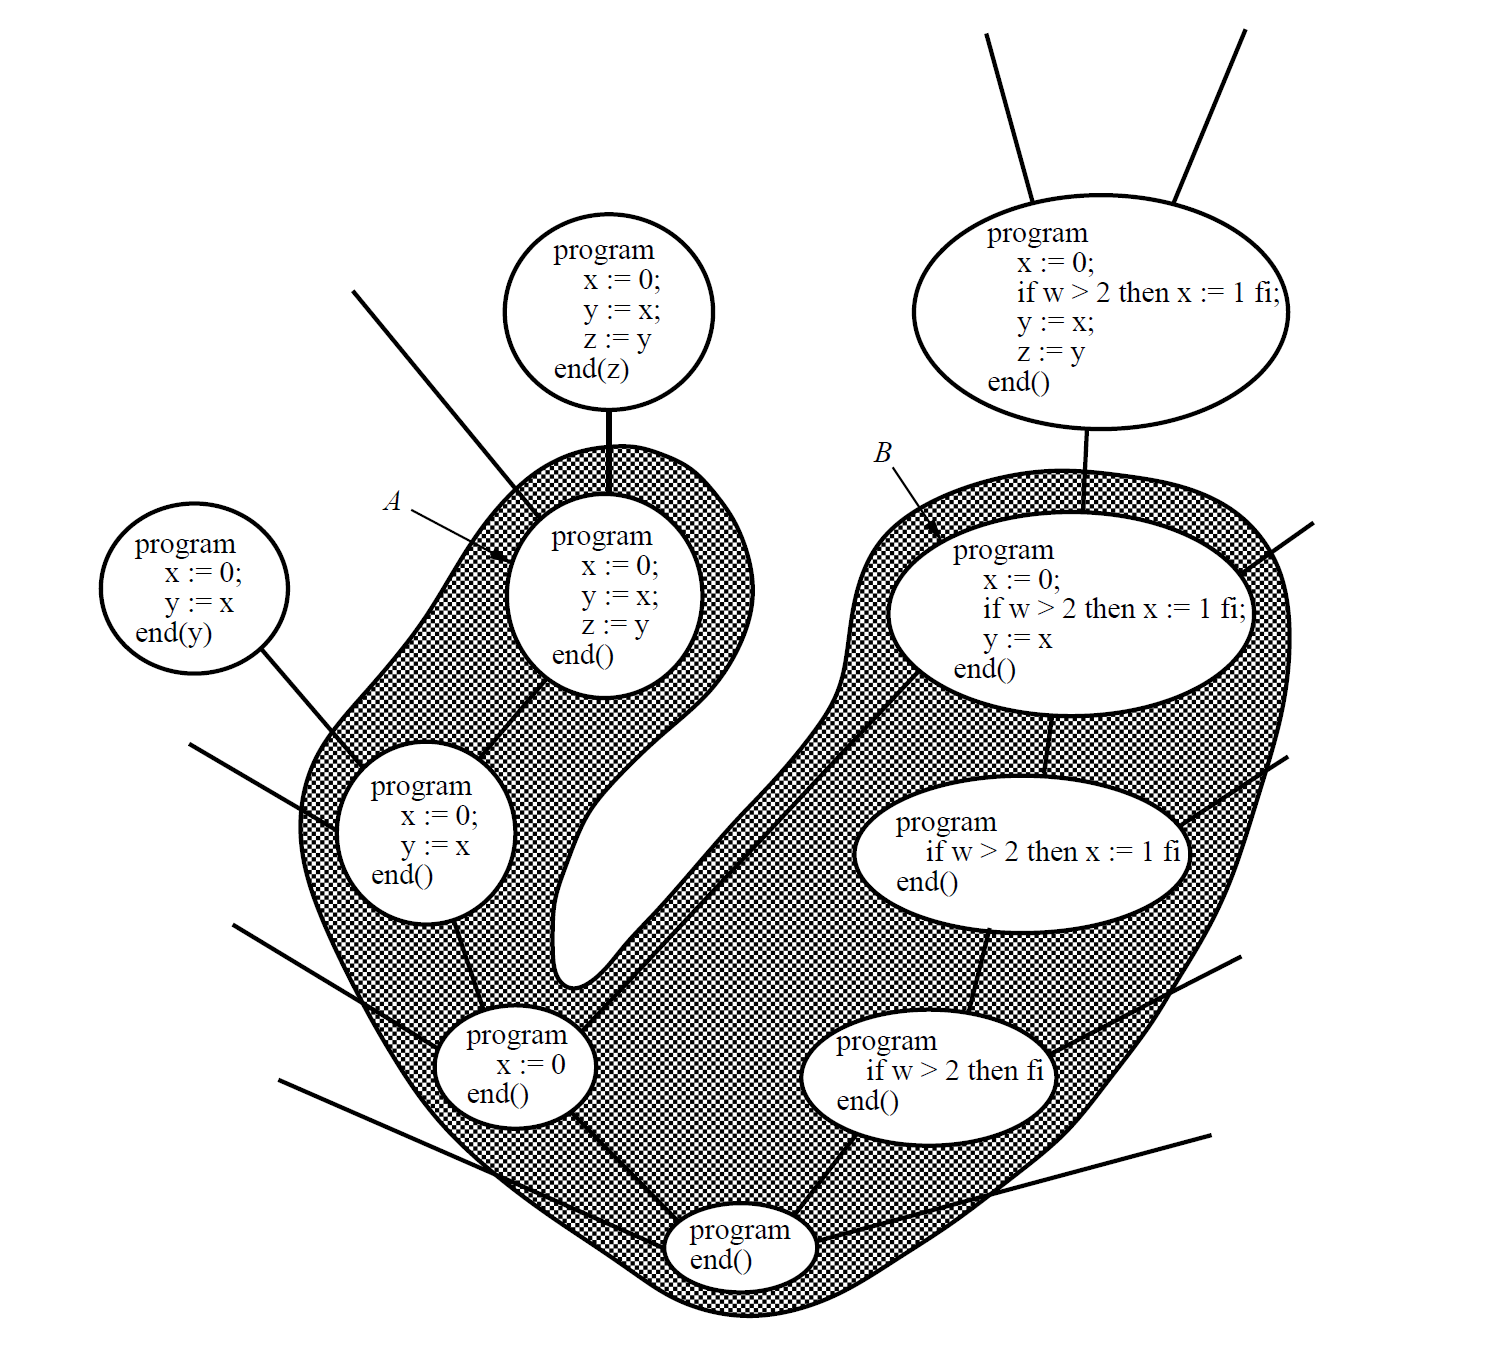 program
x := 0;
if w > 2 then x := 1 fi;
y := x;
z := y
end()
program
x := 0;
y := x;
z := y
end(z)
B
A
program
x := 0;
y := x
end(y)
program
x := 0;
y := x;
z := y
end()
program
x := 0;
if w > 2 then x := 1 fi;
y := x
end()
program
x := 0;
y := x
end()
program
if w > 2 then x := 1 fi
end()
program
x := 0
end()
program
if w > 2 then fi
end()
program
end()